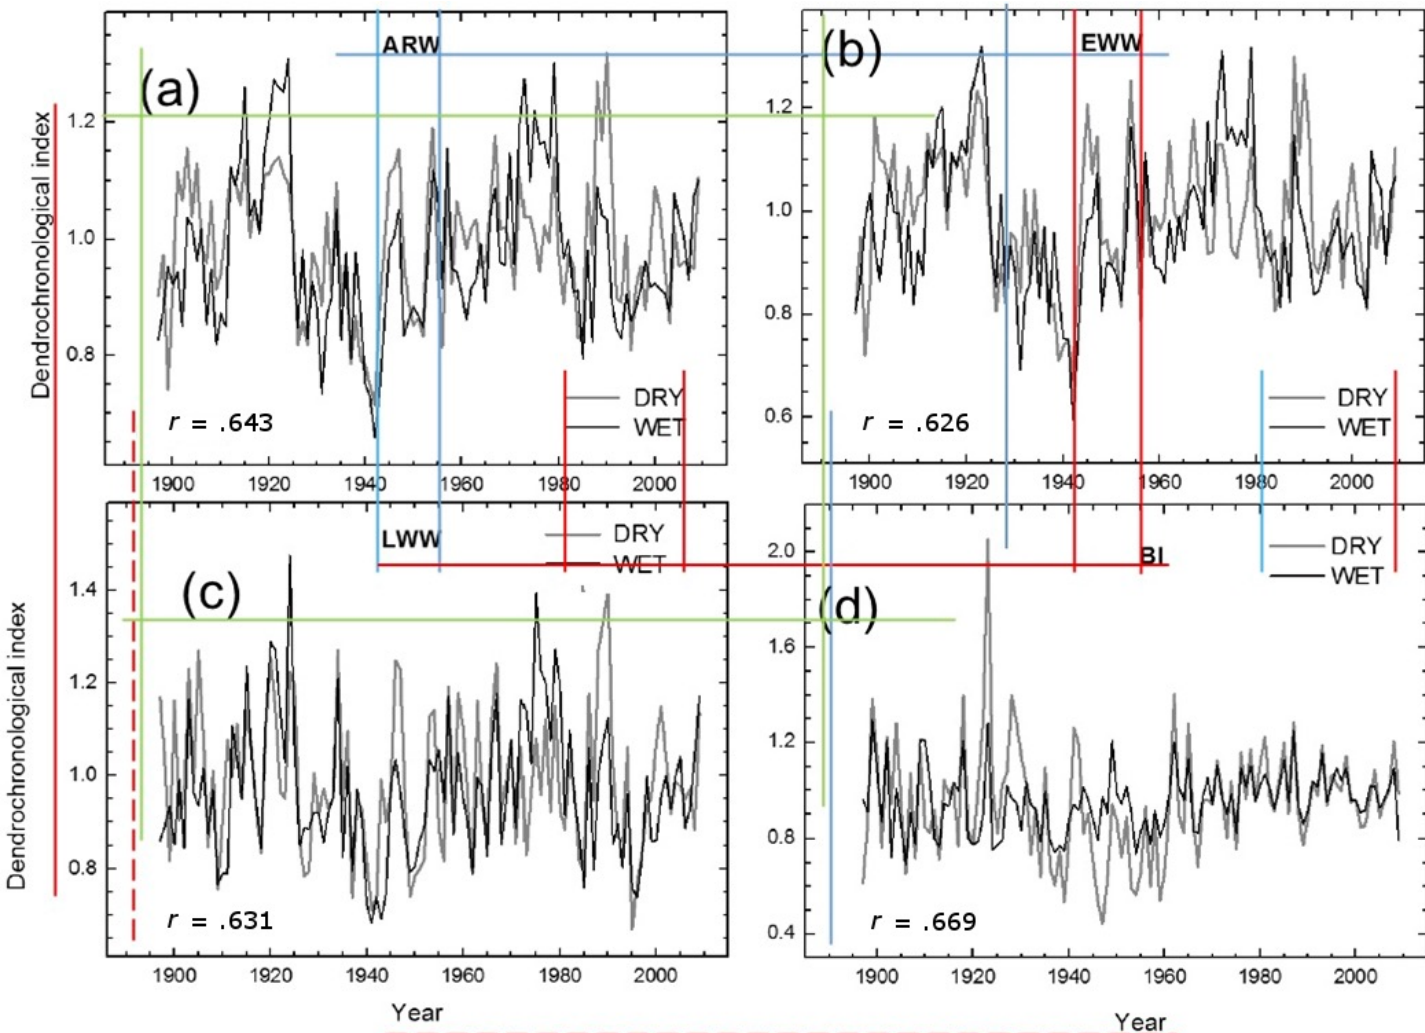 ARW
(a)
Dendrochronological index
1.2
1.0
0.8
DRY
WET
r = .643
1900 1920 1940 1960 1980 2000
EWW
(b)
1.2
1.0
0.8
0.6
DRY
WET
r = .626
1900 1920 1940 1960 1980 2000
LWW
DRY
WET
(c)
Dendrochronological index
1.4
1.2
1.0
0.8
r = .631
1900 1920 1940 1960 1980 2000
Year
BI
DRY
WET
(d)
2.0
1.6
1.2
0.8
0.4
r = .669
1900 1920 1940 1960 1980 2000
Year